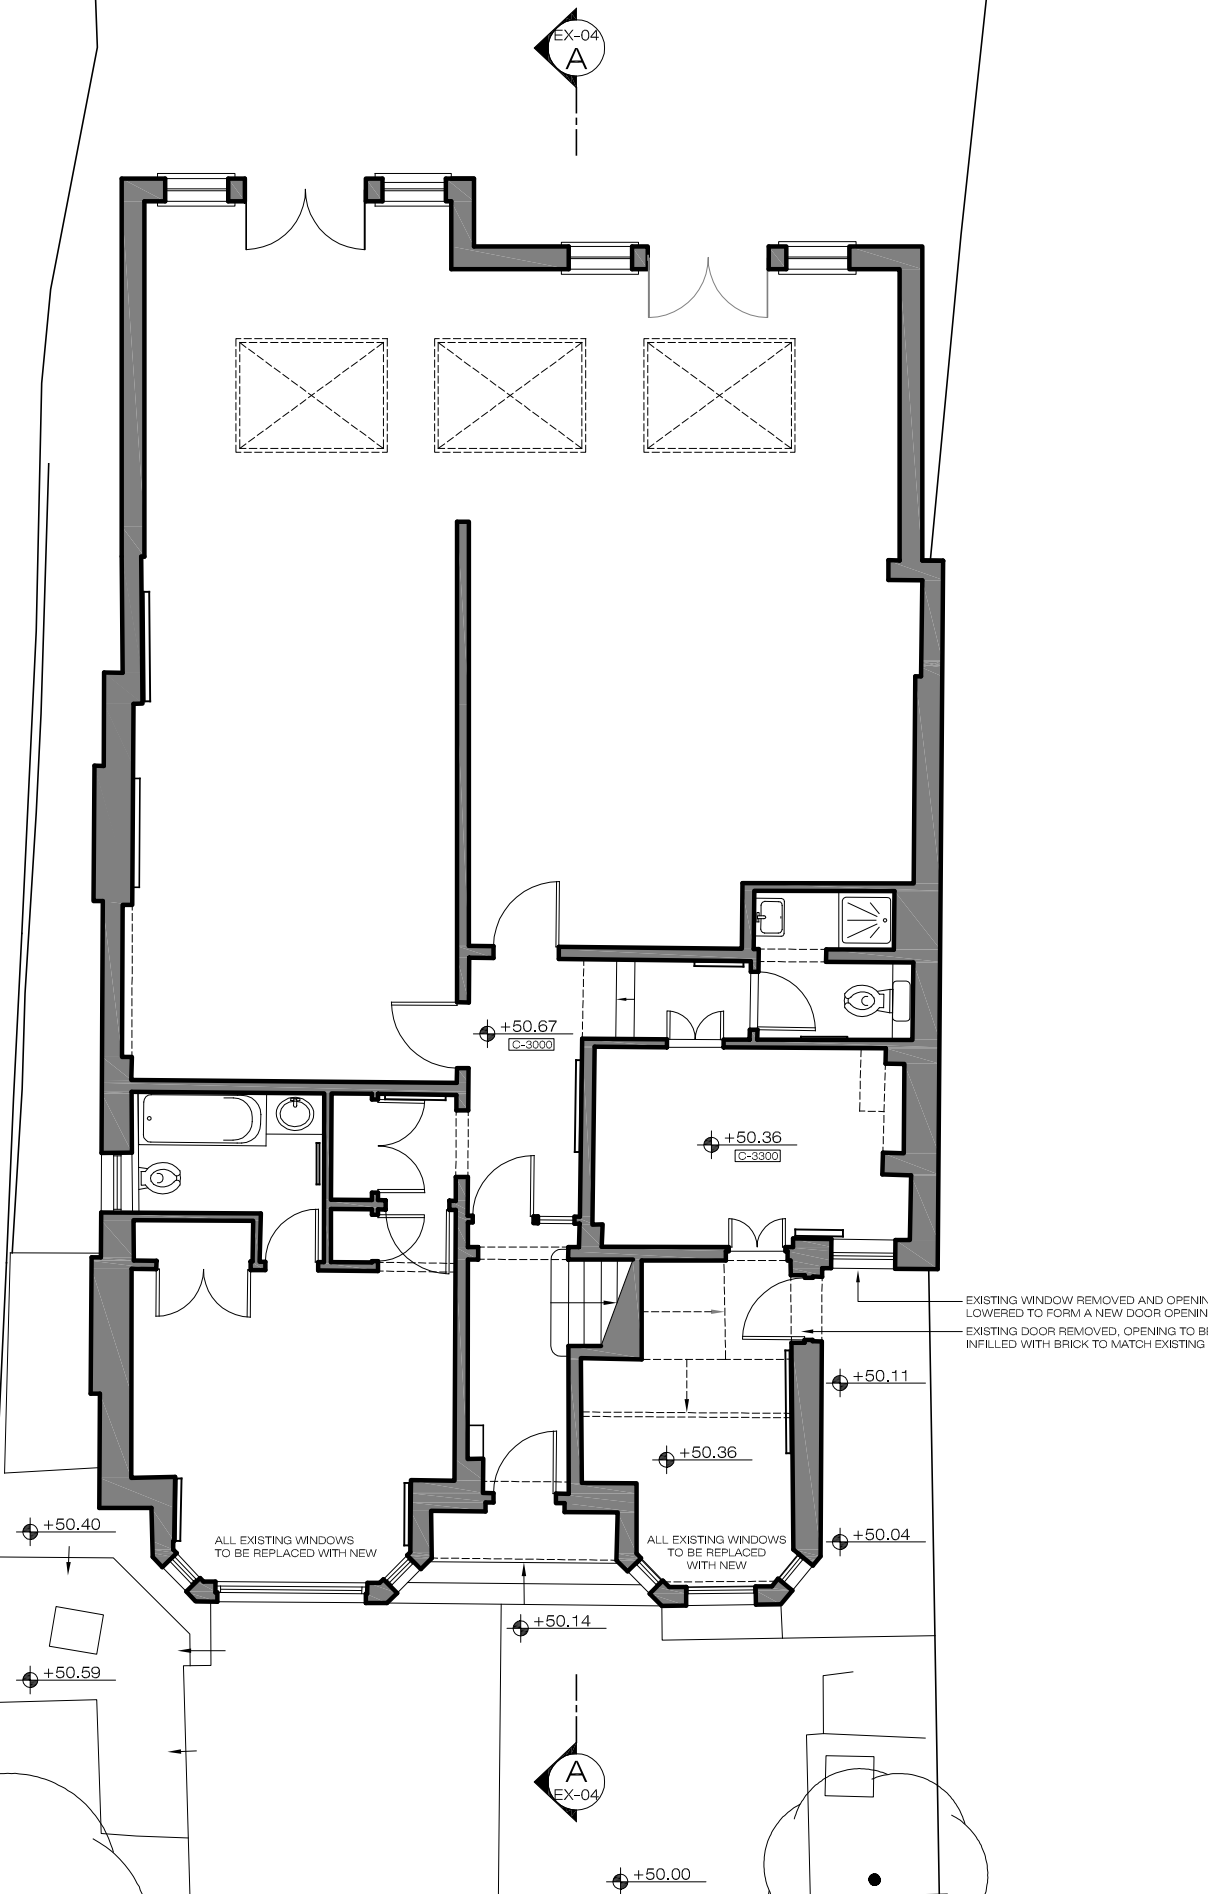 EX-04
A
+50.67
C-3000
+50.36
C-3300
EXISTING WINDOW REMOVED AND
LOWERED TO FORM A NEW DOOR
EXISTING DOOR REMOVED, OPENING TO
INFILLED WITH BRICK TO MATCH EXISTING
+50.11
+50.36
+50.40
ALL EXISTING WINDOWS
TO BE REPLACED WITH NEW
ALL EXISTING WINDOWS
TO BE REPLACED
WITH NEW
+50.04
+50.14
+50.59
A
EX-04
+50.00